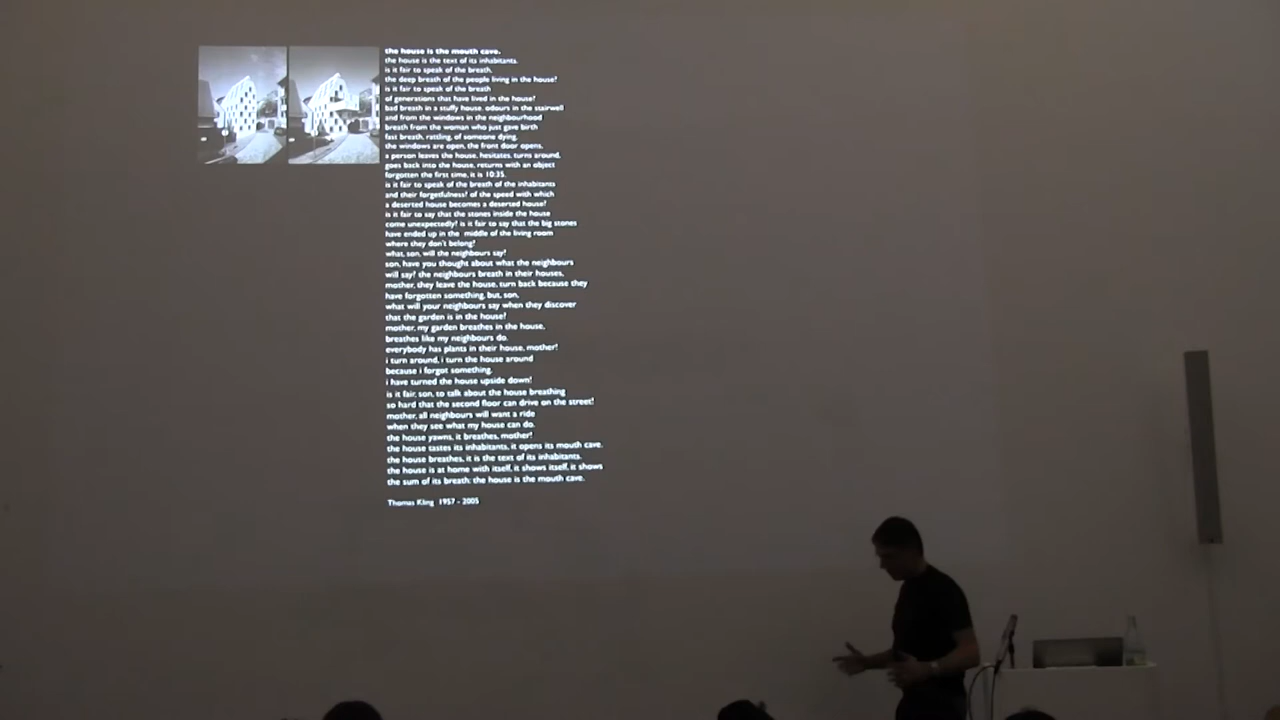 the house is the mouth cave.
the house is the text of its inhabitants.
is it fair to speak of the breath.
the deep breath of the people living in the house?
is it fair to speak of the breath
of generations that have lived in the house?
bad breath in a stuffy house. odours in the stairwell
and from the windows in the neighbourhood
breath from the woman who just gave birth
fast breath, rattling, of someone dying.
the windows are open, the front door opens.
a person leaves the house, hesitates, turns around,
goes back into the house, returns with an object
forgotten the first time. it is 10:35.
is it fair to speak of the breath of the inhabitants
and their forgetfulness? of the speed with which
a deserted house becomes a deserted house?
is it fair to say that the stones inside the house
come unexpectedly? is it fair to say that the big stones
have ended up in the middle of the living room
where they don't belong?
what, son, will the neighbours say?
son, have you thought about what the neighbours
will say? the neighbours breath in their houses,
mother, they leave the house, turn back because they
have forgotten something, but, son,
what will your neighbours say when they discover
that the garden is in the house?
mother, my garden breathes in the house,
breathes like my neighbours do.
everybody has plants in their house, mother!
i turn around, i turn the house around
because i forgot something.
i have turned the house upside down!
is it fair, son, to talk about the house breathing
so hard that the second floor can drive on the street!
mother, all neighbours will want a ride
when they see what my house can do.
the house yawns, it breathes, mother!
the house tastes its inhabitants, it opens its mouth cave.
the house breathes, it is the text of its inhabitants.
the house is at home with itself, it shows itself, it shows
the sum of its breath: the house is the mouth cave.
Thomas Kling 1957 - 2005